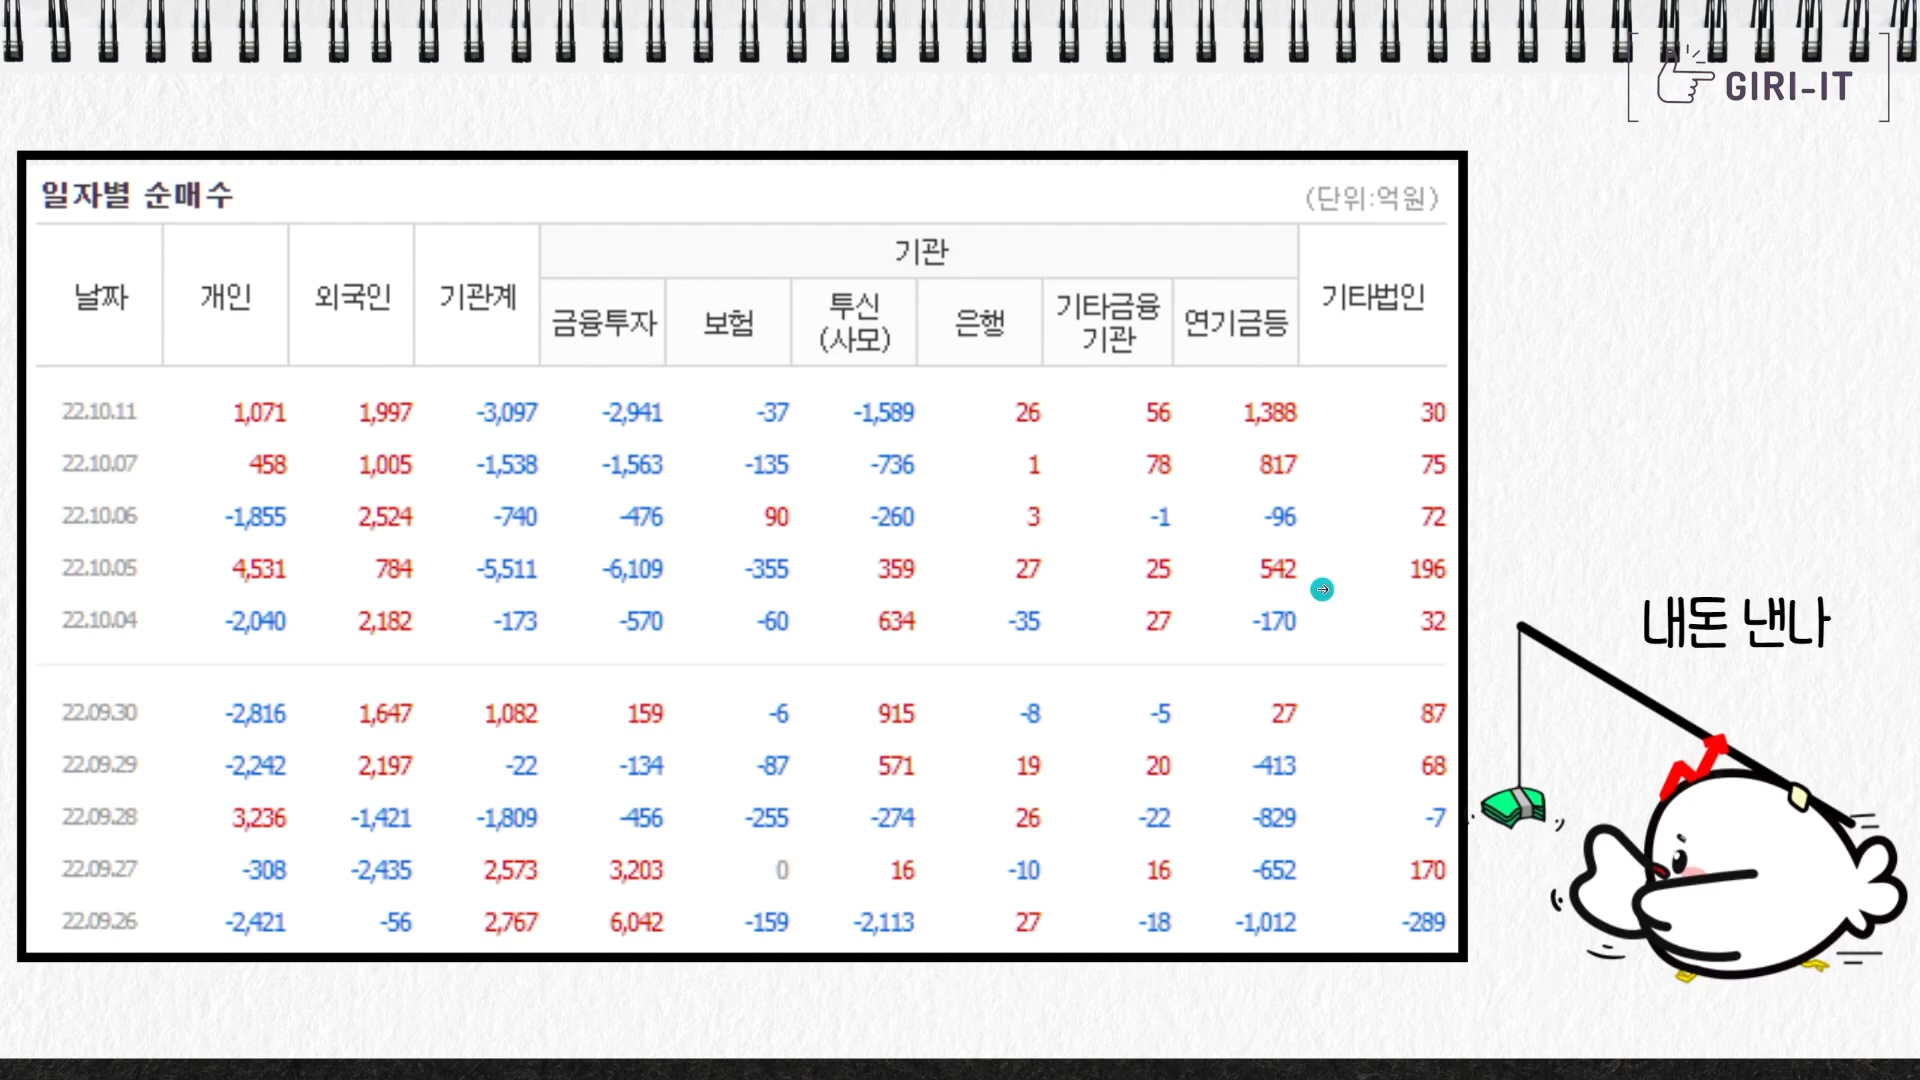 GIRI-IT
일자별 순매수
(단위:억원)
날짜 개인 외국인 기관계 기관 기타법인
금융투자 보험 투신(사모) 은행 기타금융기관 연기금등
22.10.11 1,071 1,997 -3,097 -2,941 -37 -1,589 26 56 1,388 30
22.10.07 458 1,005 -1,538 -1,563 -135 -736 1 78 817 75
22.10.06 -1,855 2,524 -740 -476 90 -260 3 -1 -96 72
22.10.05 4,531 784 -5,511 -6,109 -355 359 27 25 542 196
22.10.04 -2,040 2,182 -173 -570 -60 634 -35 27 -170 32
22.09.30 -2,816 1,647 1,082 159 -6 915 -8 -5 27 87
22.09.29 -2,242 2,197 -22 -134 -87 571 19 20 -413 68
22.09.28 3,236 -1,421 -1,809 -456 -255 -274 26 -22 -829 -7
22.09.27 -308 -2,435 2,573 3,203 0 16 -10 16 -652 170
22.09.26 -2,421 -56 2,767 6,042 -159 -2,113 27 -18 -1,012 -289
내돈 낸나